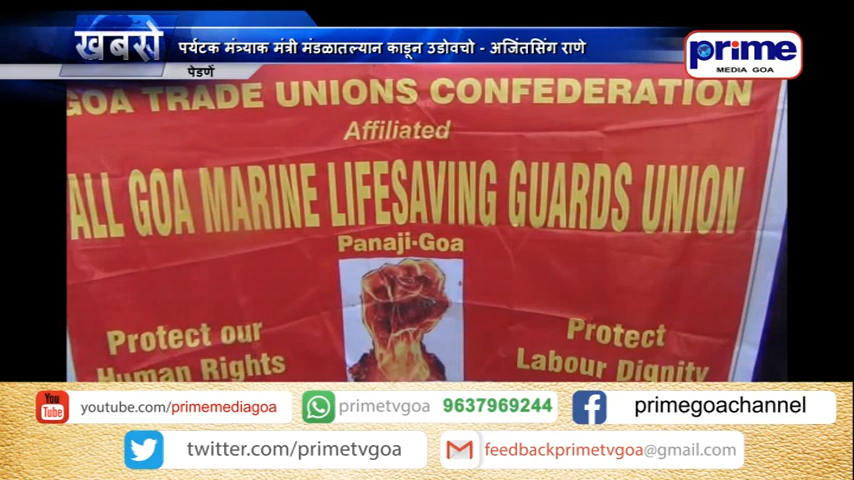 खबरो
पर्यटक मंत्र्याक मंत्री मंडळातल्यान काडून उडोवचो - अजिंतसिंग राणे
पेडणें
prime
MEDIA GOA
GOA TRADE UNIONS CONFEDERATION
Affiliated
ALL GOA MARINE LIFESAVING GUARDS UNION
Panaji-Goa
Protect our
Human Rights
Protect
Labour Dignity
You
Tube
youtube.com/primemediagoa
primetvgoa 9637969244
primegoachannel
twitter.com/primetvgoa
feedbackprimetvgoa@gmail.com